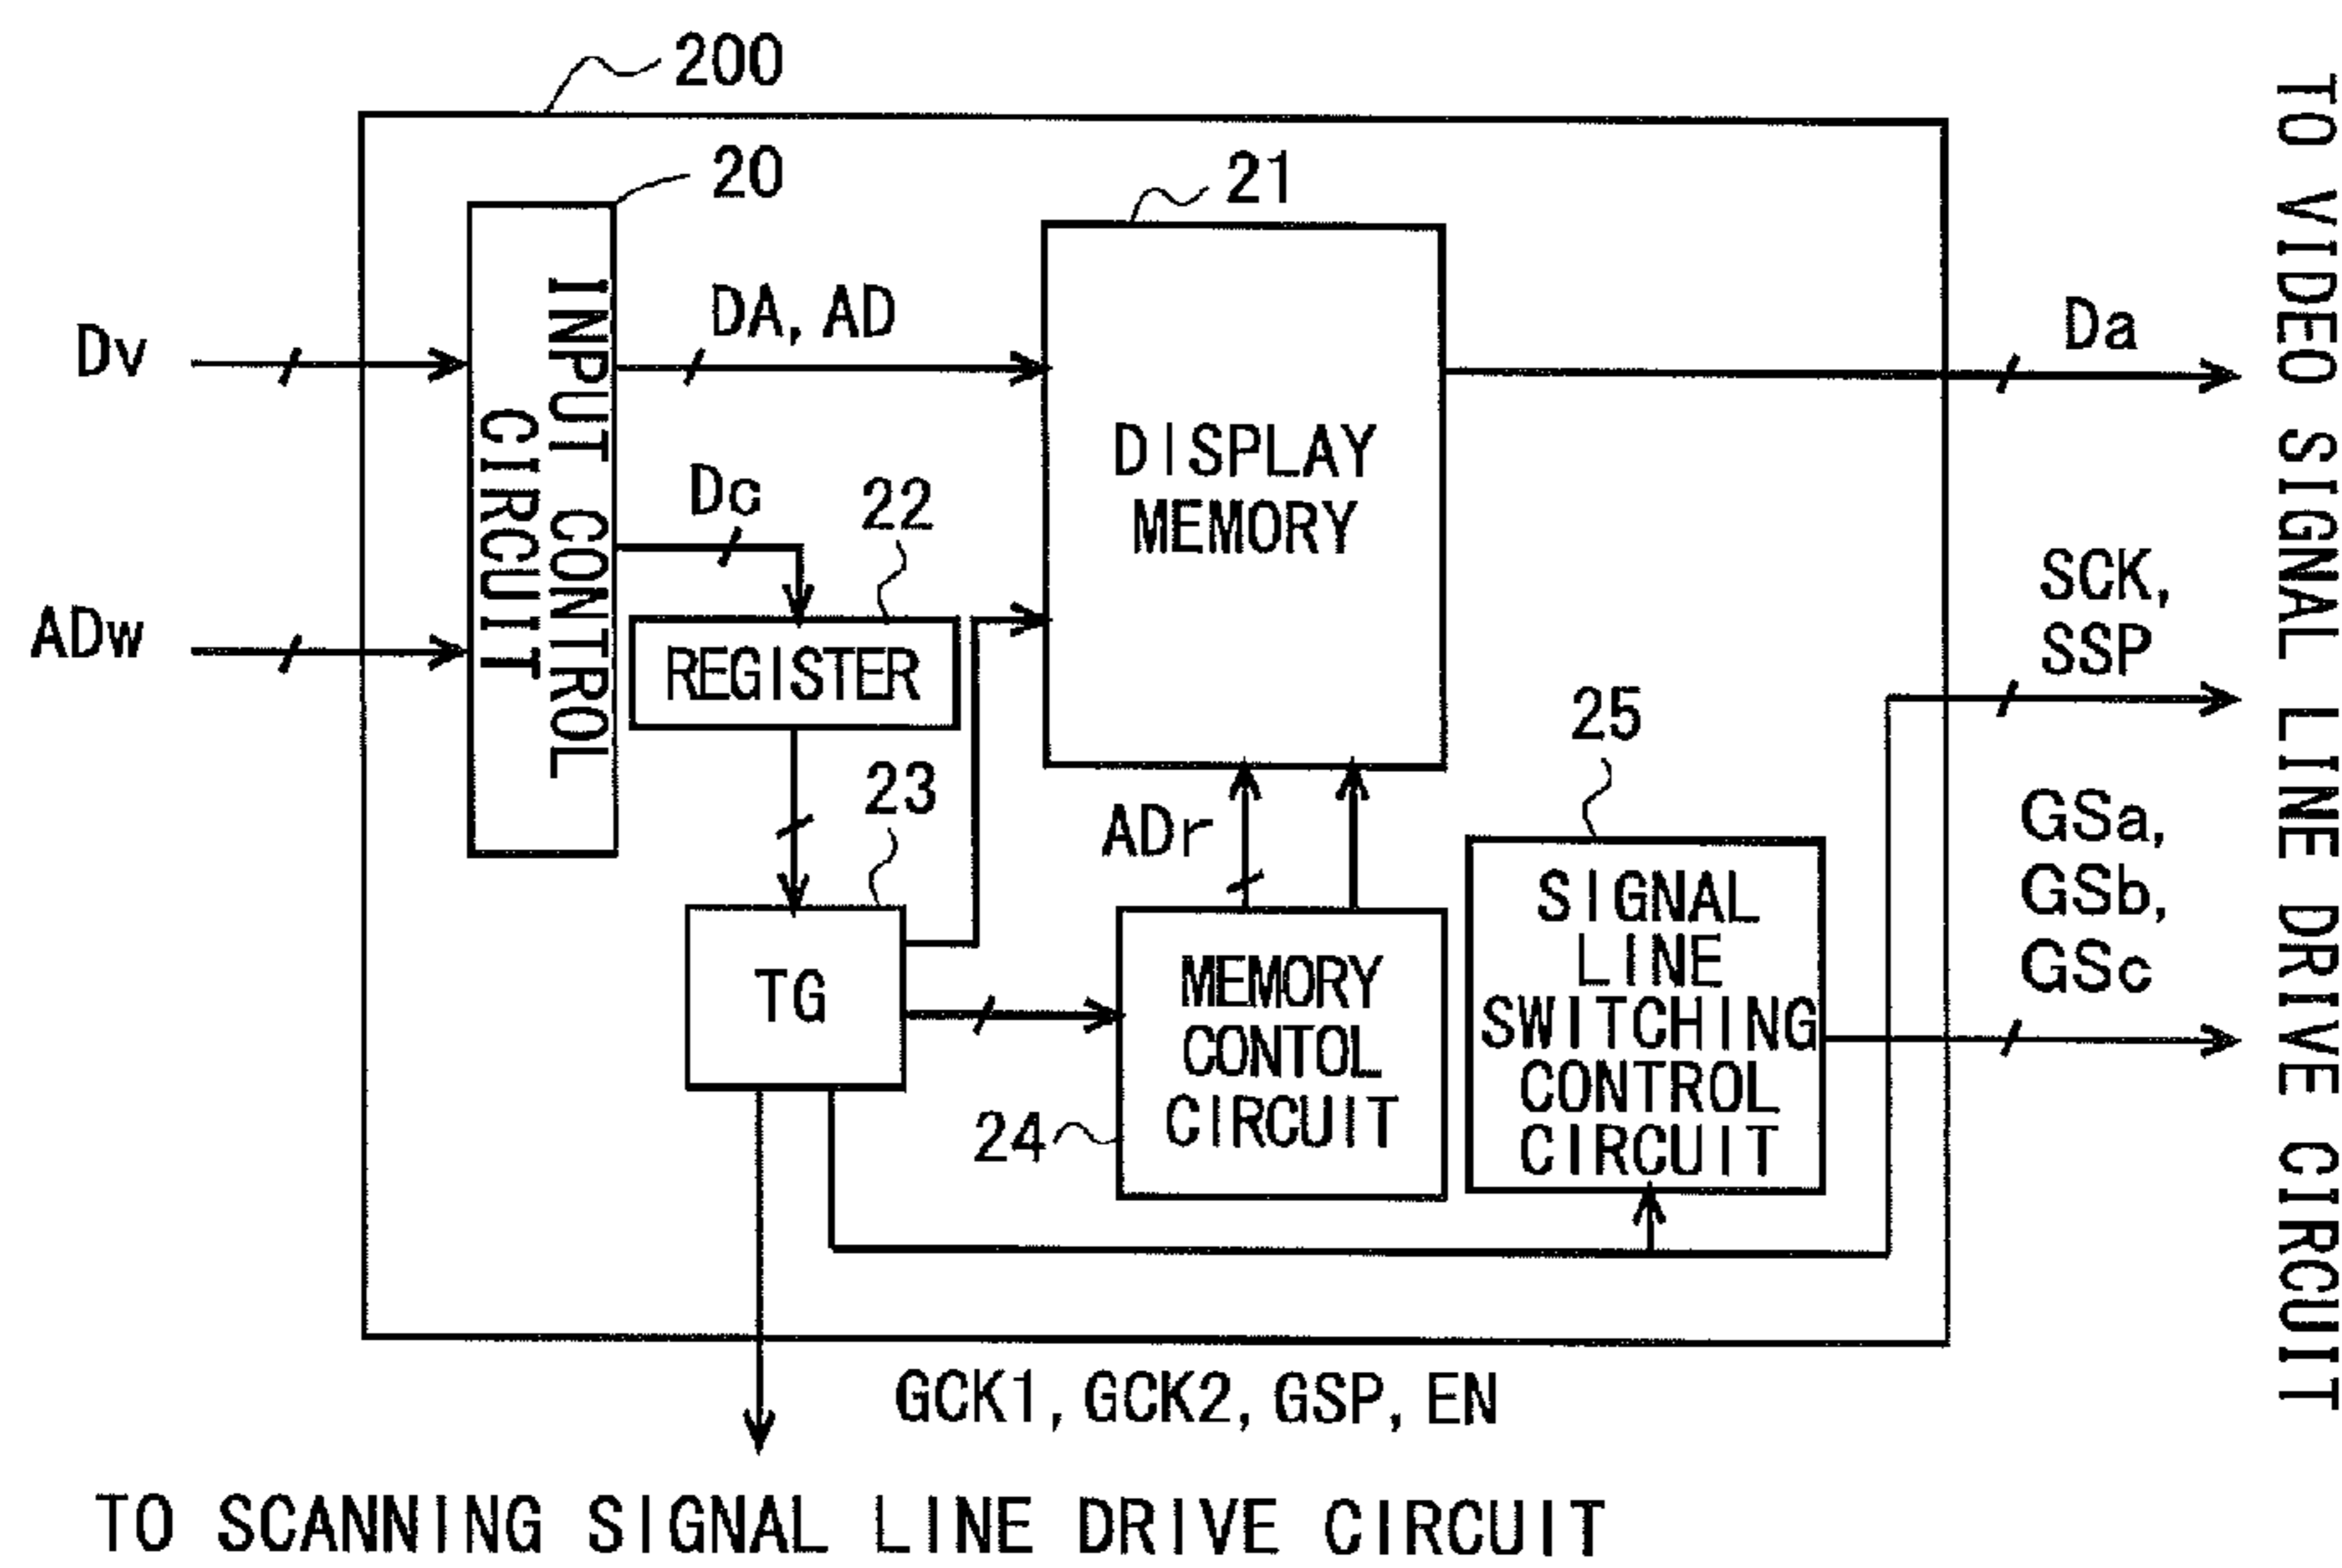 200
20
21
INPUT CONTROL
CIRCUIT
Dv
DA, AD
Da
DISPLAY
MEMORY
Dc
22
ADw
REGISTER
SCK,
SSP
25
23
ADr
GSa,
GSb,
GSc
TG
MEMORY
CONTOL
CIRCUIT
24
SIGNAL
LINE
SWITCHING
CONTROL
CIRCUIT
GCK1, GCK2, GSP, EN
TO SCANNING SIGNAL LINE DRIVE CIRCUIT
TO VIDEO SIGNAL LINE DRIVE CIRCUIT